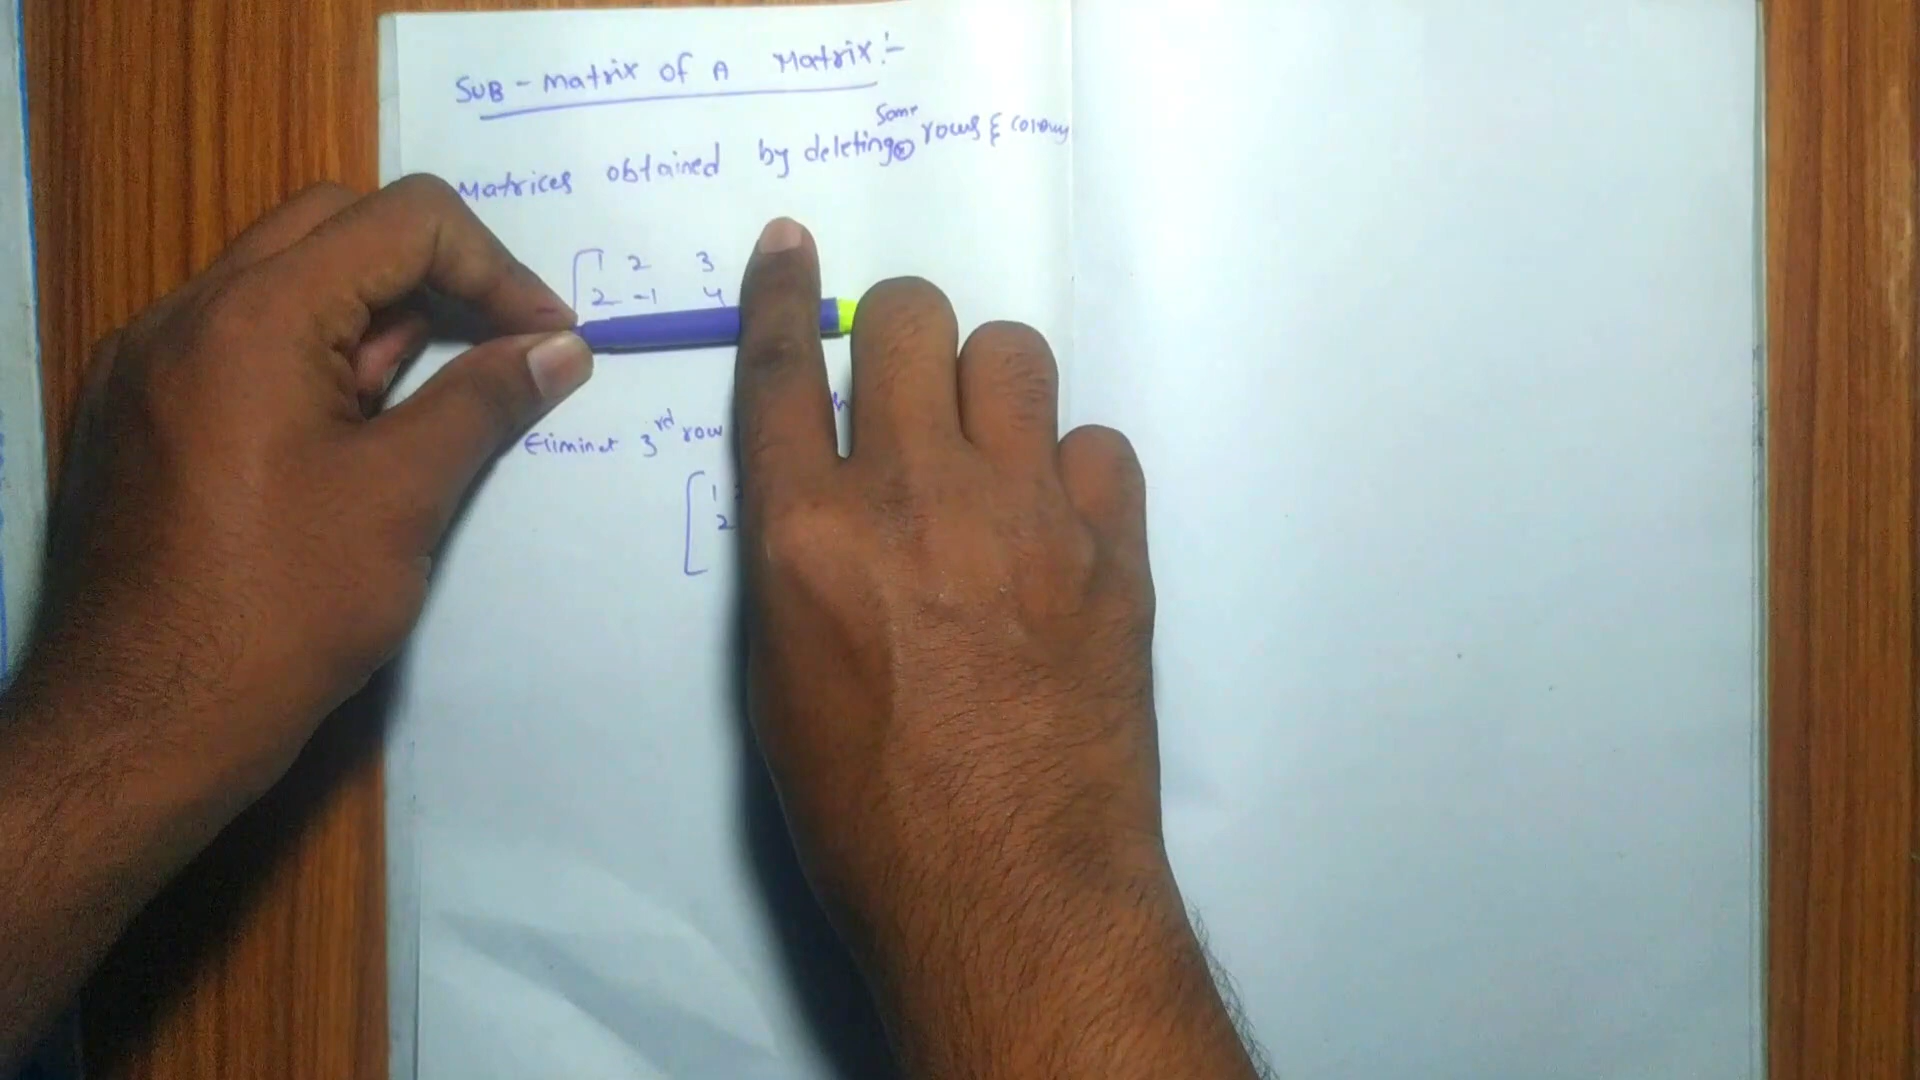 SUB - Matrix of A Matrix :-
Some
Matrices obtained by deleting rows & colomns
1 2 3
2 -1 4
Eliminat 3rd row
1
2